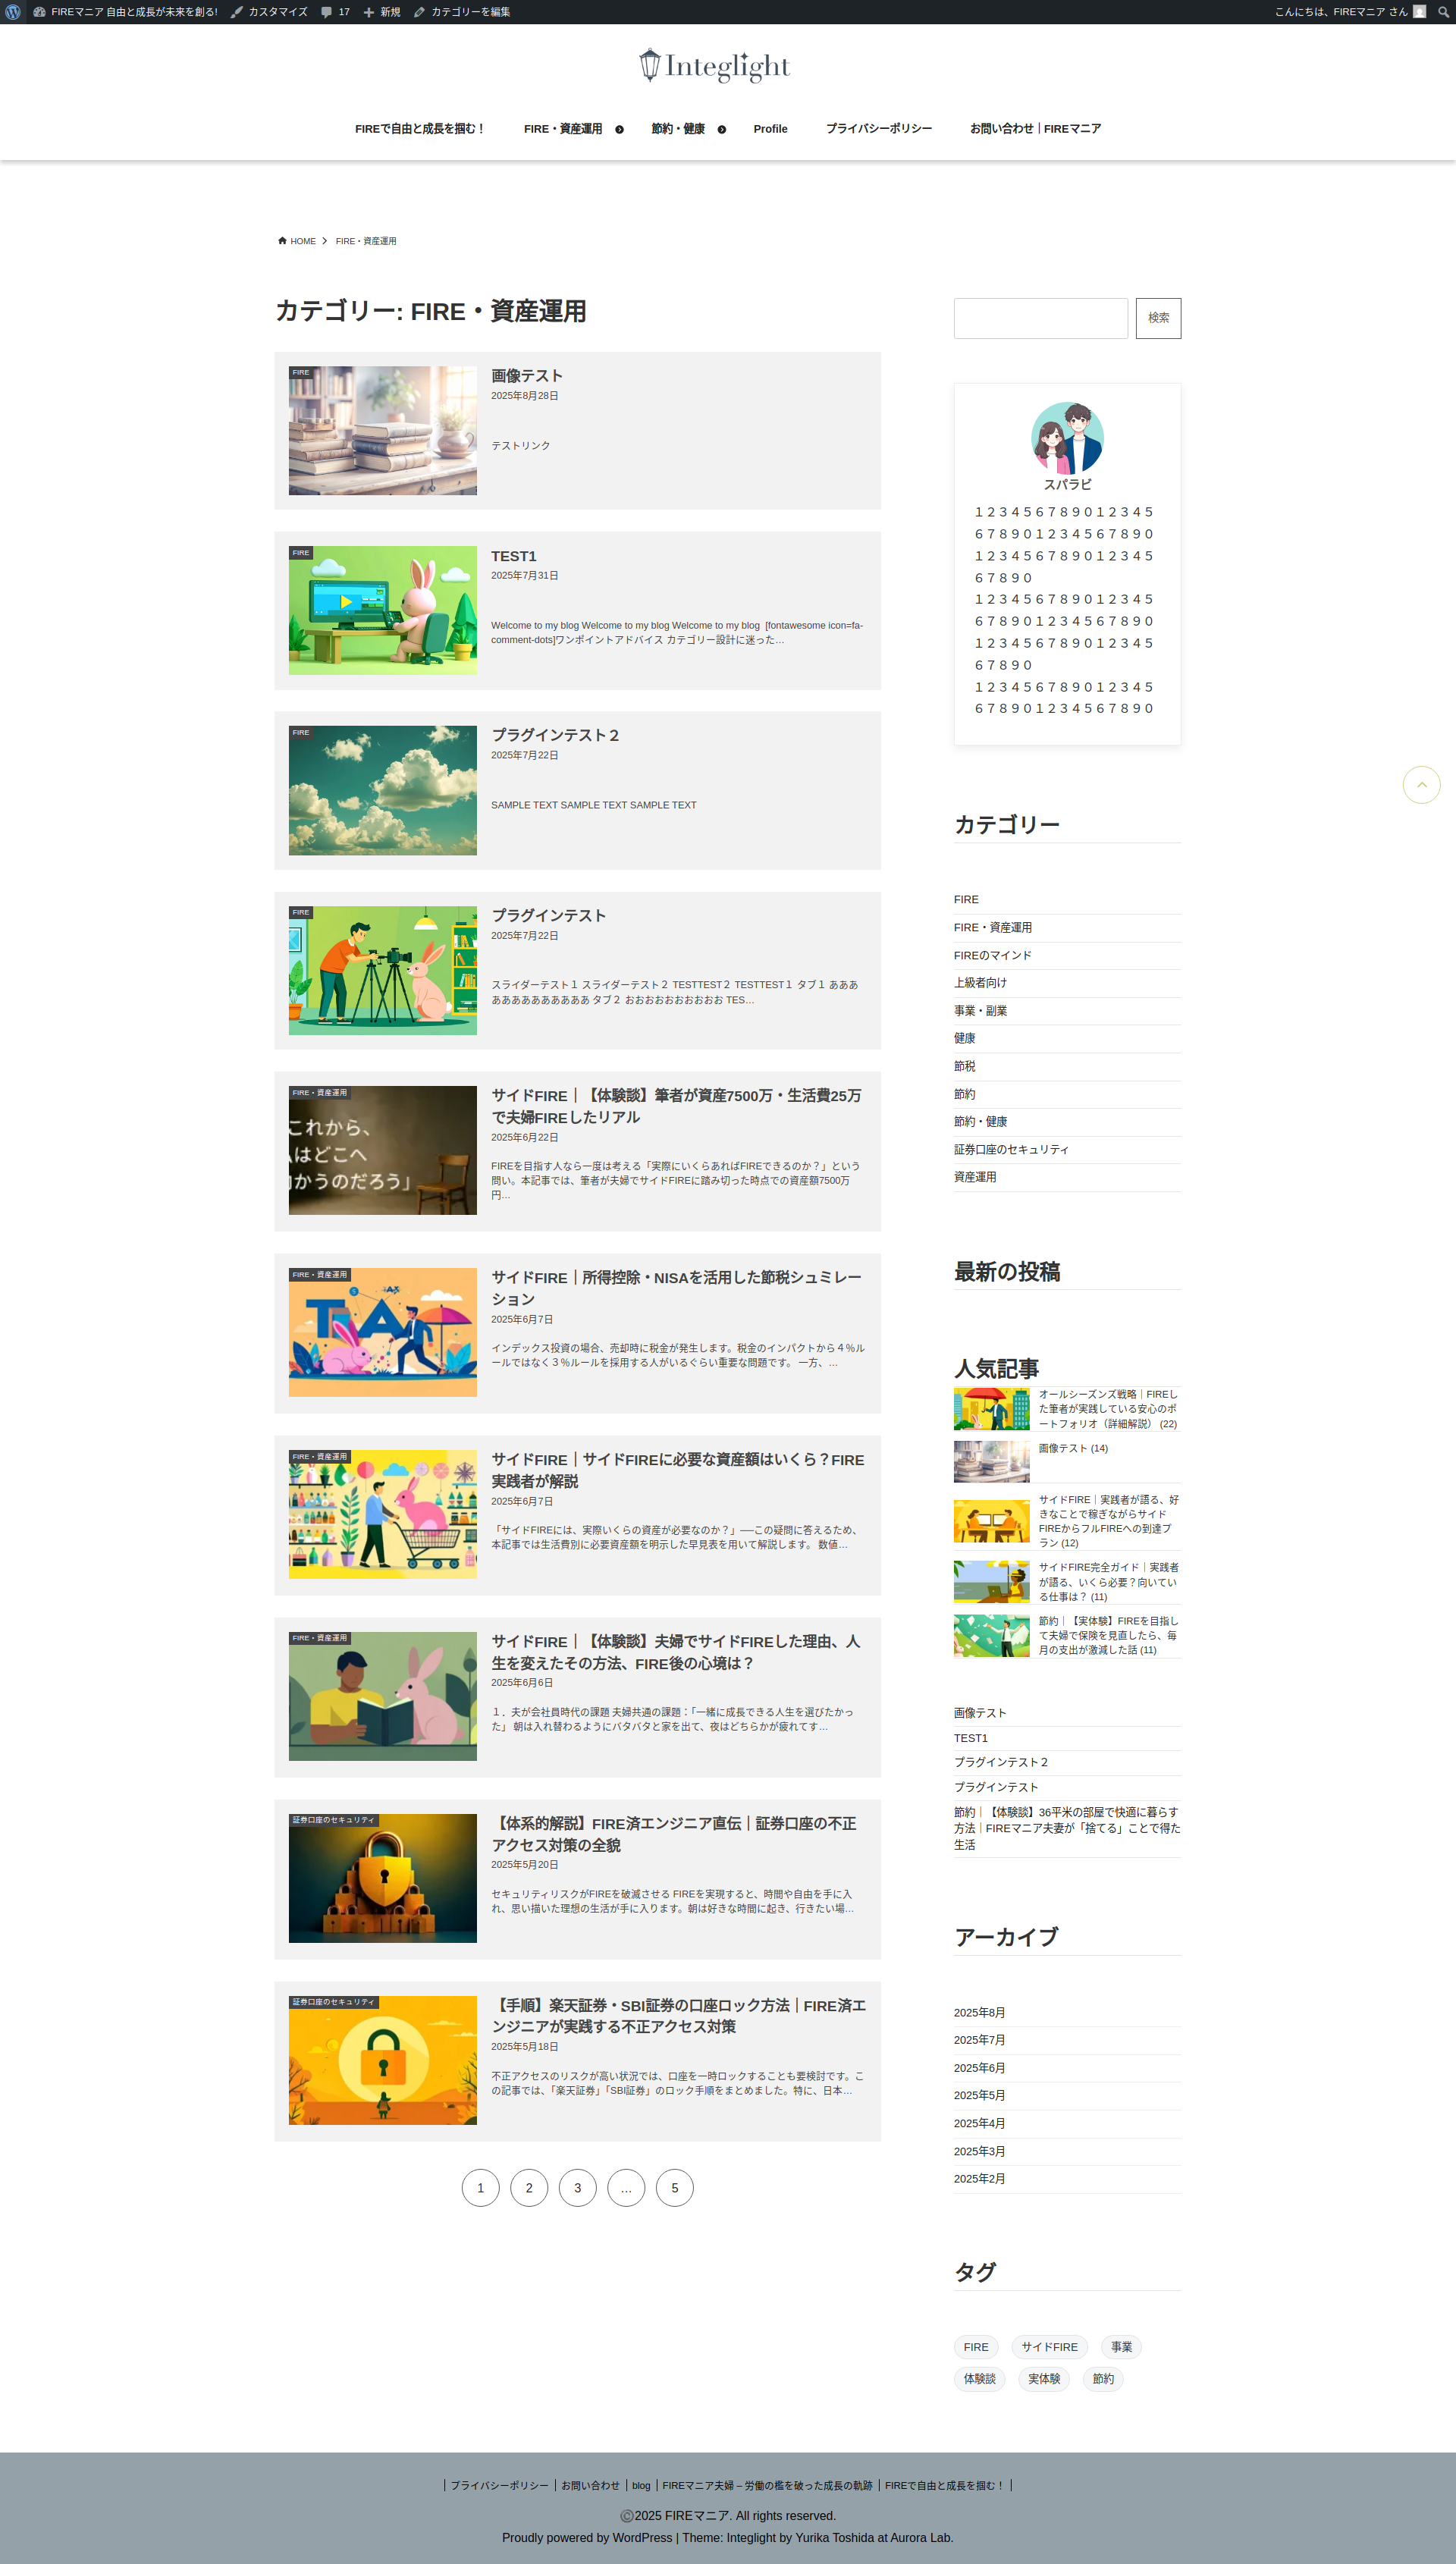 FIREマニア 自由と成長が未来を創る! カスタマイズ 17 新規 カテゴリーを編集 こんにちは、FIREマニア さん
Integlight
FIREで自由と成長を掴む！ FIRE・資産運用 節約・健康 Profile プライバシーポリシー お問い合わせ｜FIREマニア
HOME FIRE・資産運用
カテゴリー: FIRE・資産運用
FIRE
画像テスト
2025年8月28日
テストリンク
FIRE
TEST1
2025年7月31日
Welcome to my blog Welcome to my blog Welcome to my blog [fontawesome icon=fa-
comment-dots]ワンポイントアドバイス カテゴリー設計に迷った…
FIRE
プラグインテスト２
2025年7月22日
SAMPLE TEXT SAMPLE TEXT SAMPLE TEXT
FIRE
プラグインテスト
2025年7月22日
スライダーテスト１ スライダーテスト２ TESTTEST２ TESTTEST１ タブ１ あああ
ああああああああああ タブ２ おおおおおおおおおお TES…
FIRE・資産運用
これから、
私はどこへ
向かうのだろう」
サイドFIRE｜【体験談】筆者が資産7500万・生活費25万
で夫婦FIREしたリアル
2025年6月22日
FIREを目指す人なら一度は考える「実際にいくらあればFIREできるのか？」という
問い。本記事では、筆者が夫婦でサイドFIREに踏み切った時点での資産額7500万
円…
FIRE・資産運用
サイドFIRE｜所得控除・NISAを活用した節税シュミレー
ション
2025年6月7日
インデックス投資の場合、売却時に税金が発生します。税金のインパクトから４％ル
ールではなく３％ルールを採用する人がいるぐらい重要な問題です。 一方、…
FIRE・資産運用
サイドFIRE｜サイドFIREに必要な資産額はいくら？FIRE
実践者が解説
2025年6月7日
「サイドFIREには、実際いくらの資産が必要なのか？」──この疑問に答えるため、
本記事では生活費別に必要資産額を明示した早見表を用いて解説します。 数値…
FIRE・資産運用
サイドFIRE｜【体験談】夫婦でサイドFIREした理由、人
生を変えたその方法、FIRE後の心境は？
2025年6月6日
１．夫が会社員時代の課題 夫婦共通の課題：「一緒に成長できる人生を選びたかっ
た」 朝は入れ替わるようにバタバタと家を出て、夜はどちらかが疲れてす…
証券口座のセキュリティ
【体系的解説】FIRE済エンジニア直伝｜証券口座の不正
アクセス対策の全貌
2025年5月20日
セキュリティリスクがFIREを破滅させる FIREを実現すると、時間や自由を手に入
れ、思い描いた理想の生活が手に入ります。朝は好きな時間に起き、行きたい場…
証券口座のセキュリティ
【手順】楽天証券・SBI証券の口座ロック方法｜FIRE済エ
ンジニアが実践する不正アクセス対策
2025年5月18日
不正アクセスのリスクが高い状況では、口座を一時ロックすることも要検討です。こ
の記事では、「楽天証券」「SBI証券」のロック手順をまとめました。特に、日本…
1 2 3 … 5
検索
スパラビ
１２３４５６７８９０１２３４５
６７８９０１２３４５６７８９０
１２３４５６７８９０１２３４５
６７８９０
１２３４５６７８９０１２３４５
６７８９０１２３４５６７８９０
１２３４５６７８９０１２３４５
６７８９０
１２３４５６７８９０１２３４５
６７８９０１２３４５６７８９０
カテゴリー
FIRE
FIRE・資産運用
FIREのマインド
上級者向け
事業・副業
健康
節税
節約
節約・健康
証券口座のセキュリティ
資産運用
最新の投稿
人気記事
オールシーズンズ戦略｜FIREし
た筆者が実践している安心のポ
ートフォリオ（詳細解説） (22)
画像テスト (14)
サイドFIRE｜実践者が語る、好
きなことで稼ぎながらサイド
FIREからフルFIREへの到達プ
ラン (12)
サイドFIRE完全ガイド｜実践者
が語る、いくら必要？向いてい
る仕事は？ (11)
節約｜【実体験】FIREを目指し
て夫婦で保険を見直したら、毎
月の支出が激減した話 (11)
画像テスト
TEST1
プラグインテスト２
プラグインテスト
節約｜【体験談】36平米の部屋で快適に暮らす
方法｜FIREマニア夫妻が「捨てる」ことで得た
生活
アーカイブ
2025年8月
2025年7月
2025年6月
2025年5月
2025年4月
2025年3月
2025年2月
タグ
FIRE サイドFIRE 事業
体験談 実体験 節約
プライバシーポリシー お問い合わせ blog FIREマニア夫婦 – 労働の檻を破った成長の軌跡 FIREで自由と成長を掴む！
©2025 FIREマニア. All rights reserved.
Proudly powered by WordPress | Theme: Integlight by Yurika Toshida at Aurora Lab.